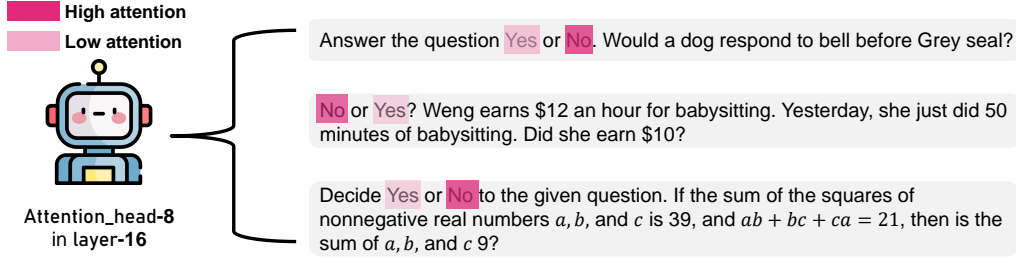 High attention
Low attention
Answer the question Yes or No. Would a dog respond to bell before Grey seal?
No or Yes? Weng earns $12 an hour for babysitting. Yesterday, she just did 50
minutes of babysitting. Did she earn $10?
Decide Yes or No to the given question. If the sum of the squares of
nonnegative real numbers a, b, and c is 39, and ab + bc + ca = 21, then is the
sum of a, b, and c 9?
Attention_head-8
in layer-16